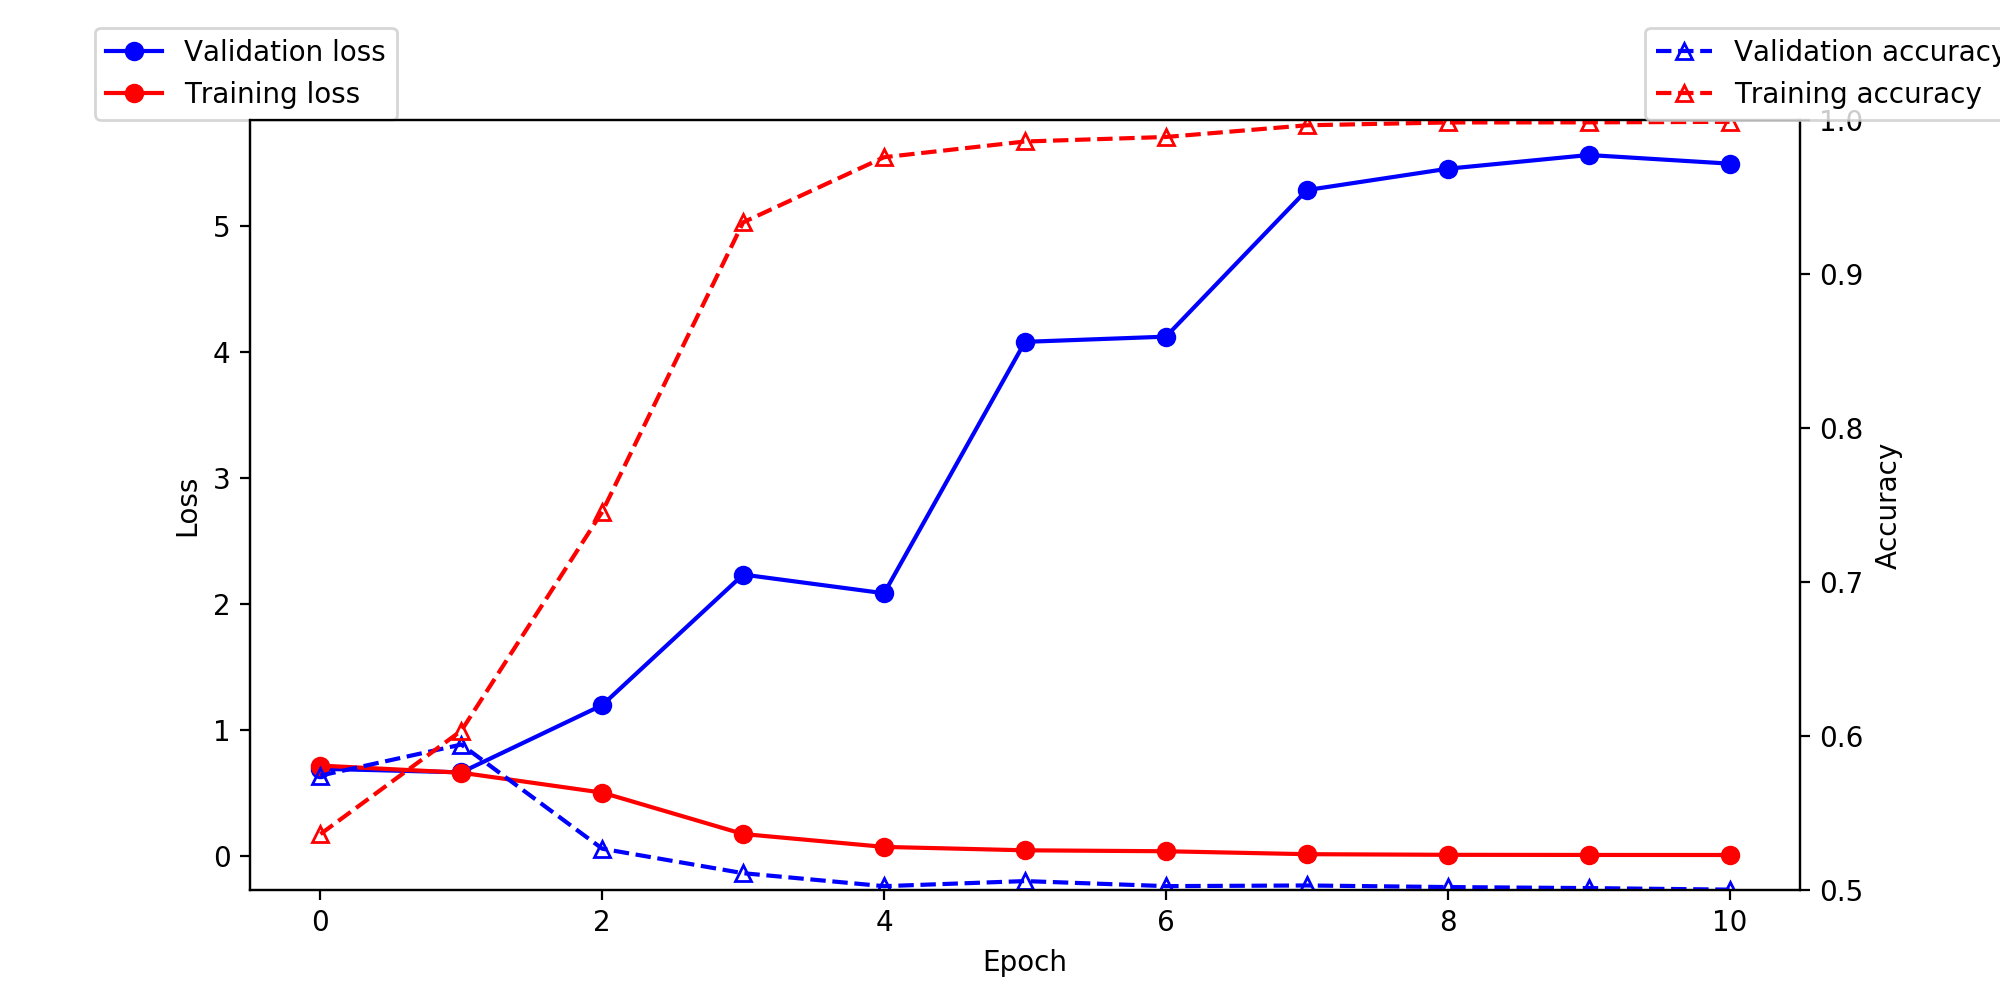 Validation loss
Training loss
Validation accuracy
Training accuracy
1.0
5
4
3
2
1
0
Loss
0.9
0.8
0.7
0.6
0.5
Accuracy
0 2 4 6 8 10
Epoch